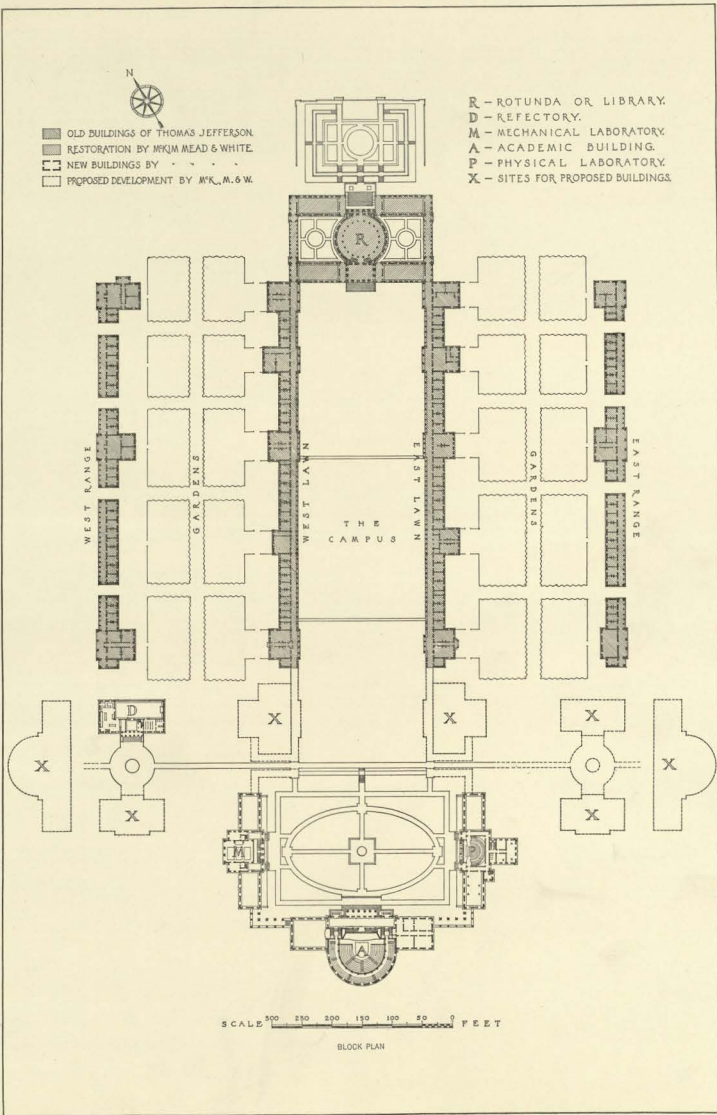 N
OLD BUILDINGS OF THOMAS JEFFERSON.
RESTORATION BY McKIM MEAD & WHITE.
NEW BUILDINGS BY " " " "
PROPOSED DEVELOPMENT BY McK., M. & W.
R – ROTUNDA OR LIBRARY.
D – REFECTORY.
M – MECHANICAL LABORATORY.
A – ACADEMIC BUILDING.
P – PHYSICAL LABORATORY.
X – SITES FOR PROPOSED BUILDINGS.
R
WEST RANGE
GARDENS
WEST LAWN
THE
CAMPUS
EAST LAWN
GARDENS
EAST RANGE
D
X
X
X
X
X
X
X
M
P
A
SCALE 300 250 200 150 100 50 0 FEET
BLOCK PLAN